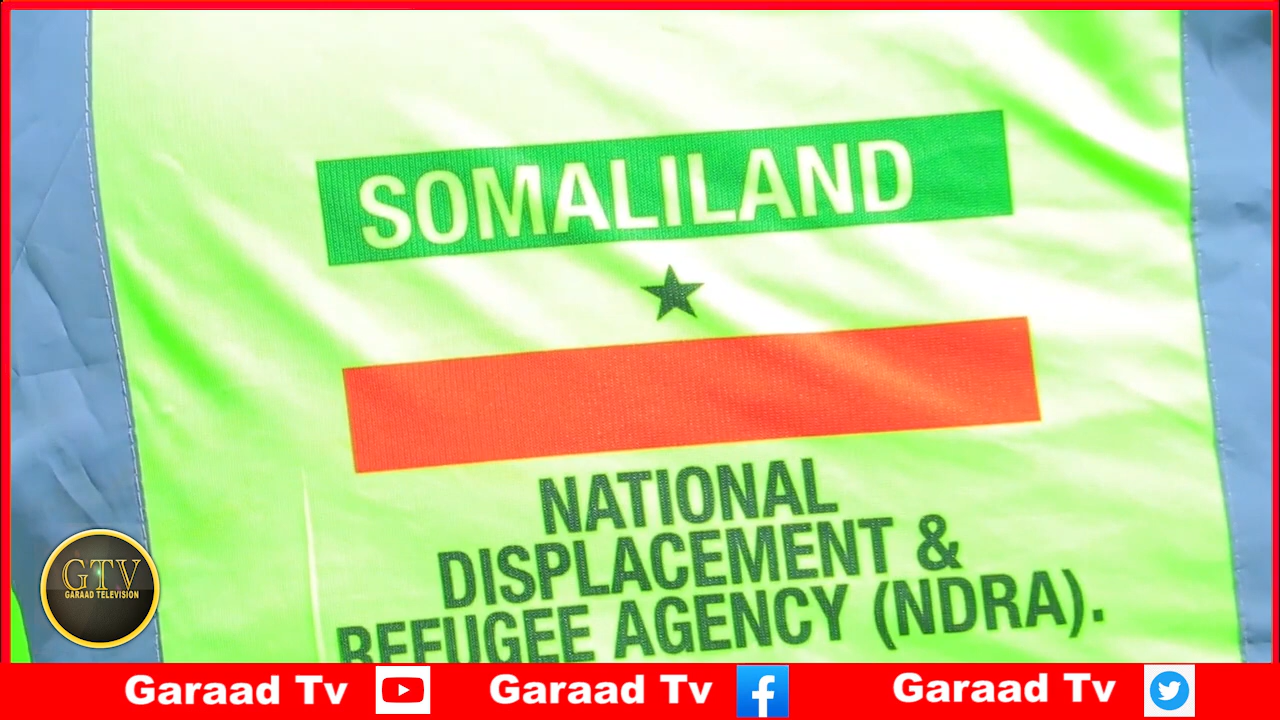 SOMALILAND
NATIONAL
DISPLACEMENT &
REFUGEE AGENCY (NDRA).
GTV
GARAAD TELEVISION
Garaad Tv
Garaad Tv
Garaad Tv